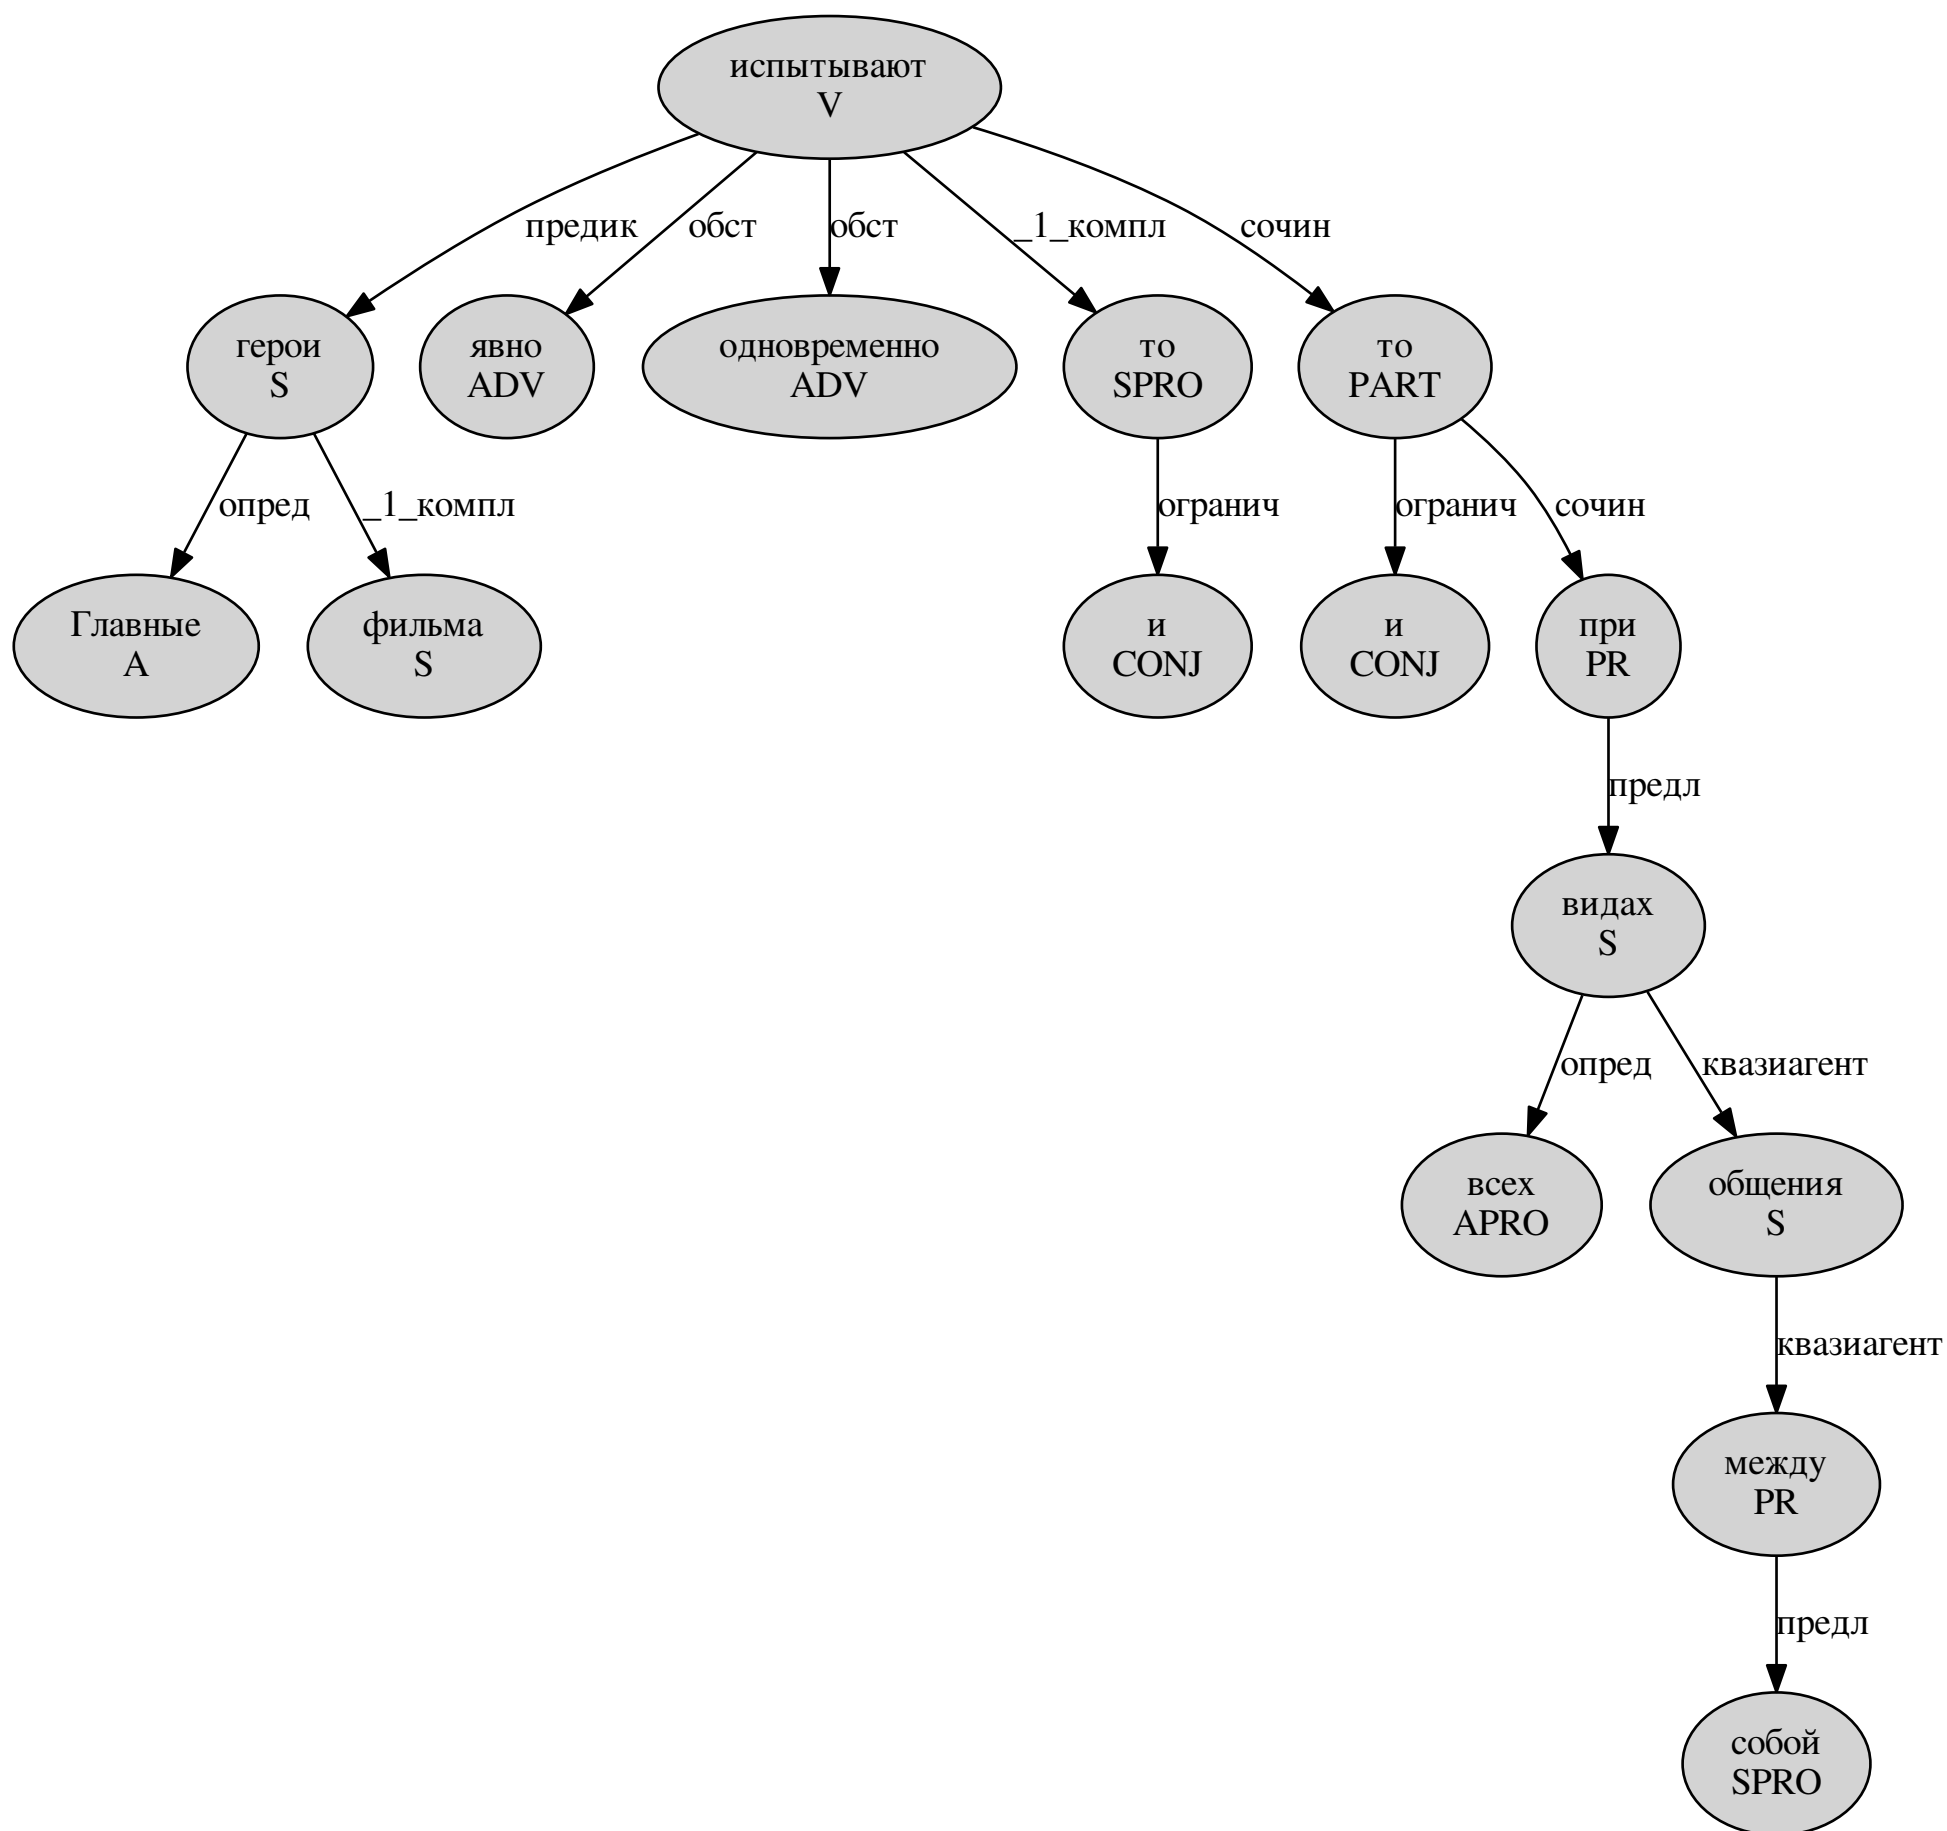 испытывают
V
предик
обст
обст
_1_компл
сочин
герои
S
явно
ADV
одновременно
ADV
то
SPRO
то
PART
опред
_1_компл
огранич
огранич
сочин
Главные
A
фильма
S
и
CONJ
и
CONJ
при
PR
предл
видах
S
опред
квазиагент
всех
APRO
общения
S
квазиагент
между
PR
предл
собой
SPRO